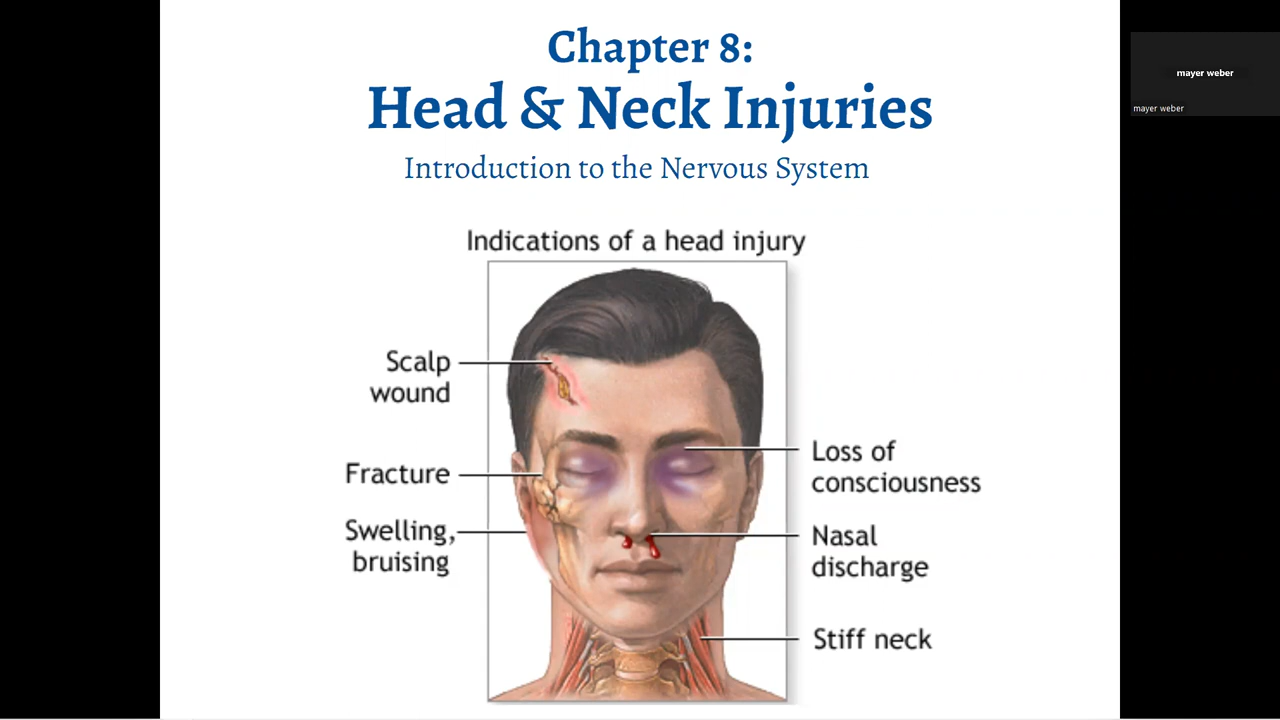 Chapter 8:
Head & Neck Injuries
Introduction to the Nervous System
Indications of a head injury
Scalp
wound
Fracture
Swelling,
bruising
Loss of
consciousness
Nasal
discharge
Stiff neck
mayer weber
mayer weber